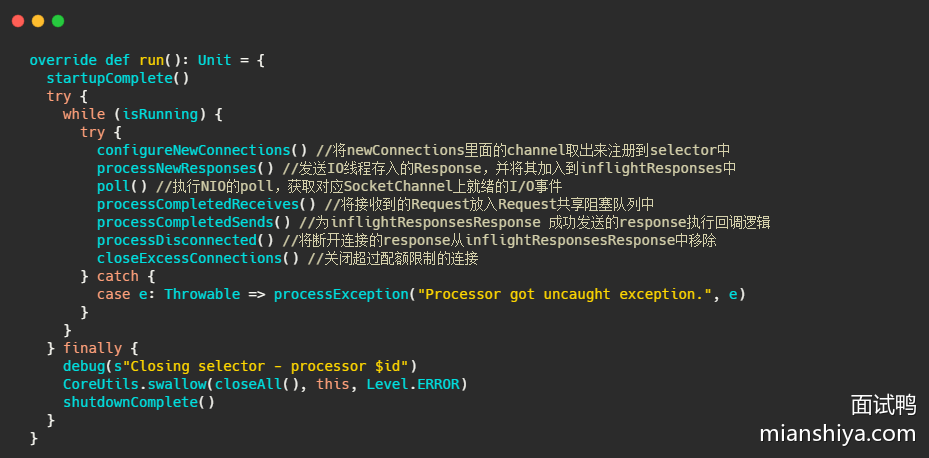 override def run(): Unit = {
  startupComplete()
  try {
    while (isRunning) {
      try {
        configureNewConnections() //将newConnections里面的channel取出来注册到selector中
        processNewResponses() //发送IO线程存入的Response，并将其加入到inflightResponses中
        poll() //执行NIO的poll，获取对应SocketChannel上就绪的I/O事件
        processCompletedReceives() //将接收到的Request放入Request共享阻塞队列中
        processCompletedSends() //为inflightResponsesResponse 成功发送的response执行回调逻辑
        processDisconnected() //将断开连接的response从inflightResponsesResponse中移除
        closeExcessConnections() //关闭超过配额限制的连接
      } catch {
        case e: Throwable => processException("Processor got uncaught exception.", e)
      }
    }
  } finally {
    debug(s"Closing selector - processor $id")
    CoreUtils.swallow(closeAll(), this, Level.ERROR)
    shutdownComplete()
  }
}
面试鸭
mianshiya.com